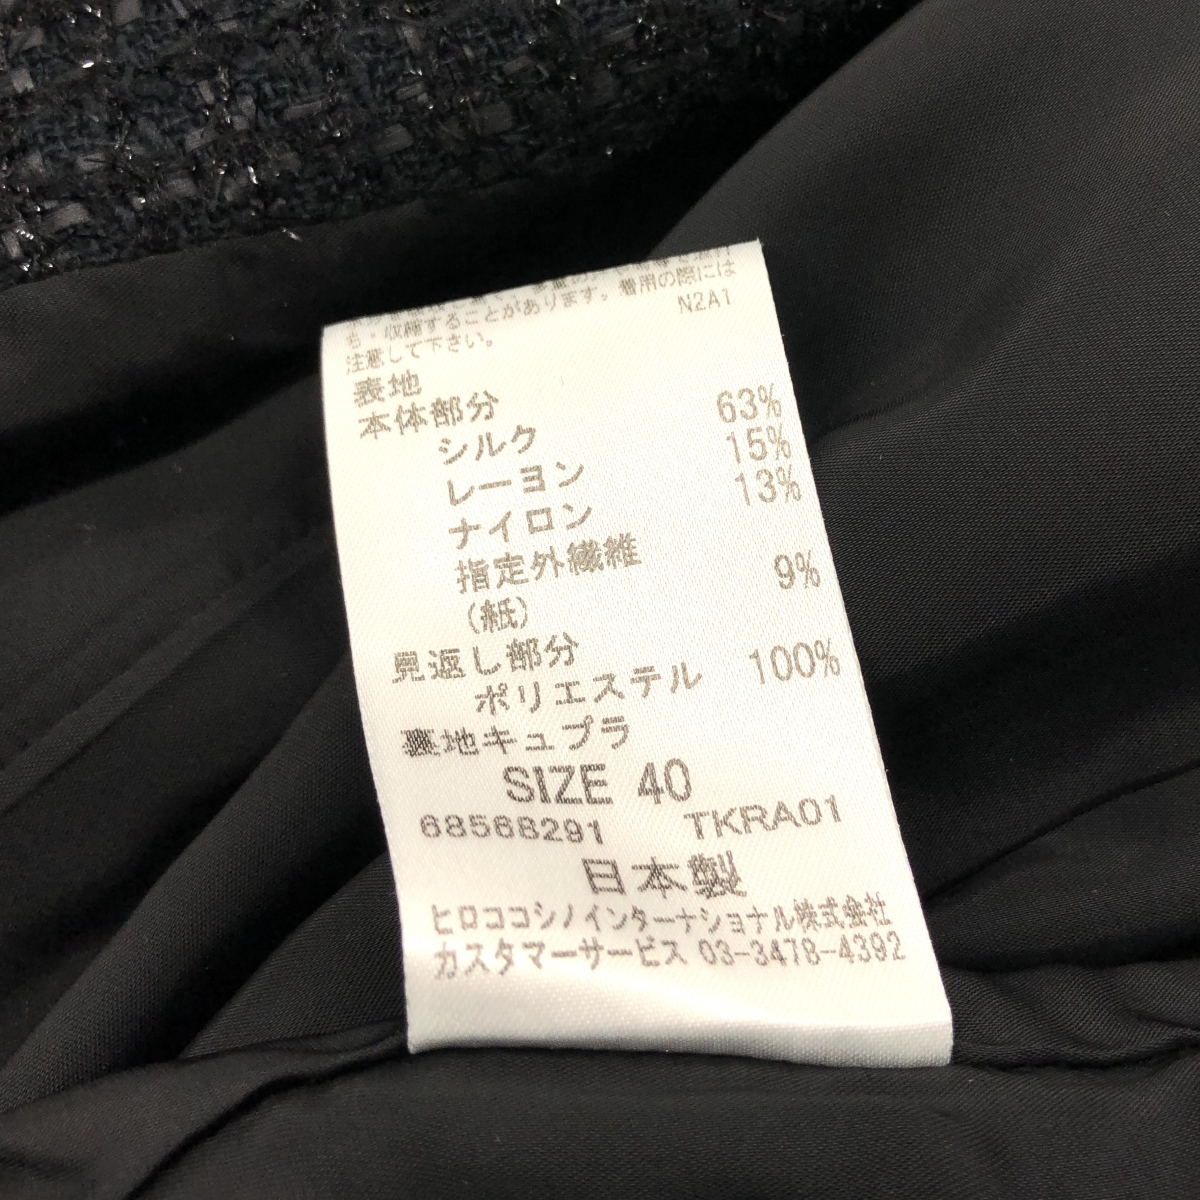 も・収縮することがあります。着用の際には
注意して下さい。
N2A1
表地
本体部分
シルク 63%
レーヨン 15%
ナイロン 13%
指定外繊維
(紙) 9%
見返し部分
ポリエステル 100%
裏地キュプラ
SIZE 40
68568291 TKRA01
日本製
ヒロココシノインターナショナル株式会社
カスタマーサービス 03-3478-4392